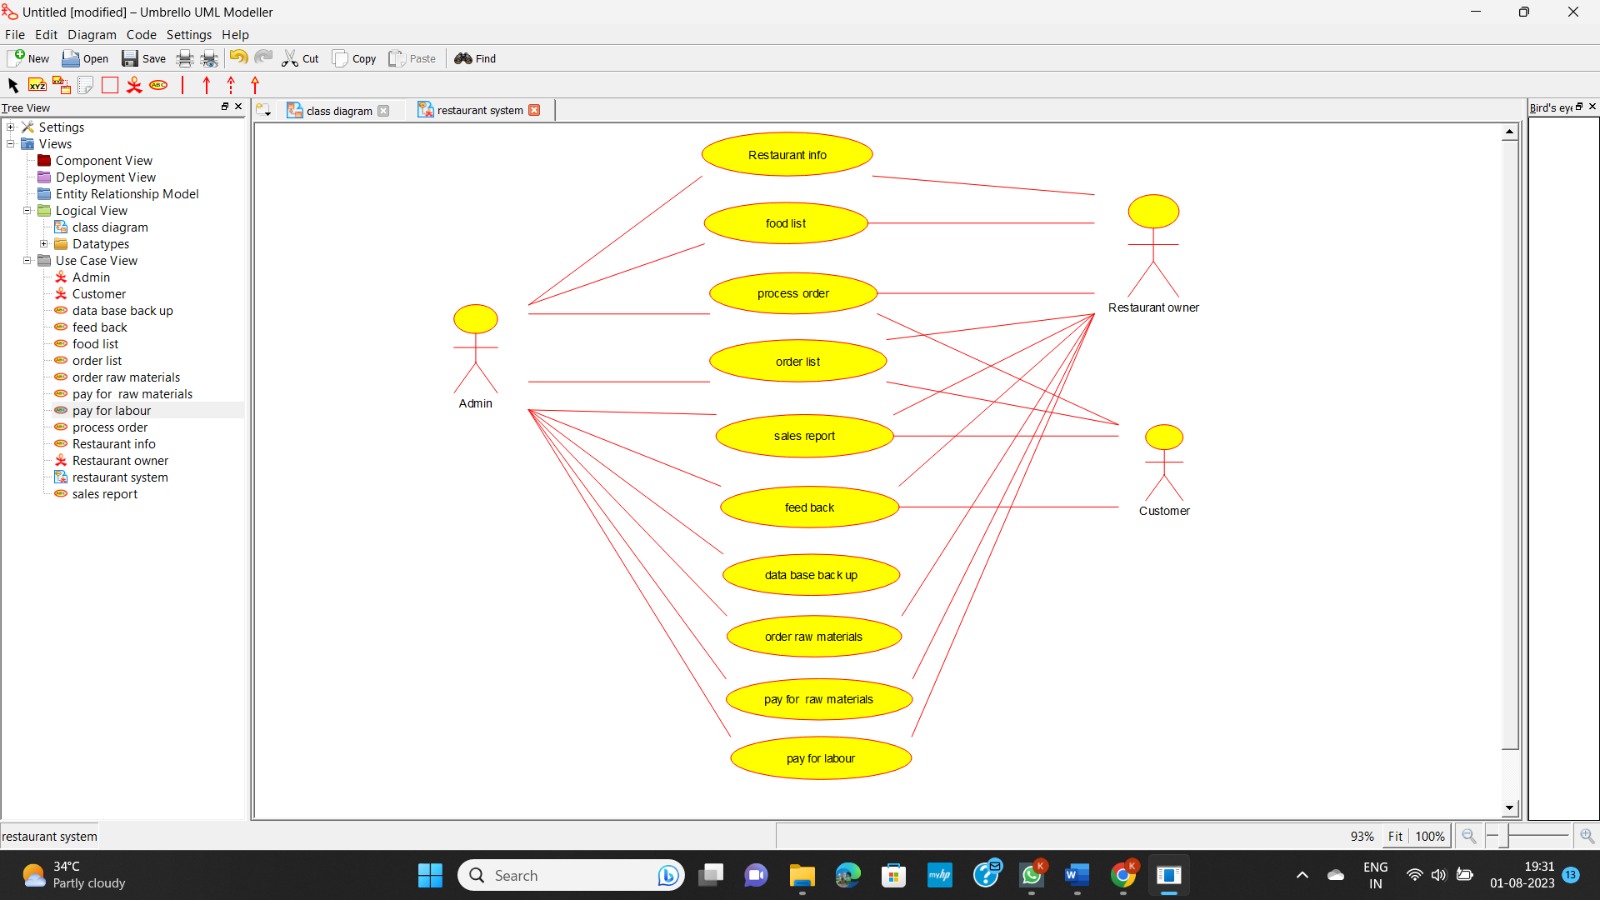 Untitled [modified] – Umbrello UML Modeller
File Edit Diagram Code Settings Help
New Open Save Cut Copy Paste Find
XYZ ABC
Tree View
class diagram restaurant system
Bird's eye
Settings
Views
Component View
Deployment View
Entity Relationship Model
Logical View
class diagram
Datatypes
Use Case View
Admin
Customer
data base back up
feed back
food list
order list
order raw materials
pay for  raw materials
pay for labour
process order
Restaurant info
Restaurant owner
restaurant system
sales report
Restaurant info
food list
process order
order list
sales report
feed back
data base back up
order raw materials
pay for  raw materials
pay for labour
Admin
Restaurant owner
Customer
restaurant system
93% Fit 100%
34°C
Partly cloudy
Search
myhp
K
W
K
ENG
IN
19:31
01-08-2023
13